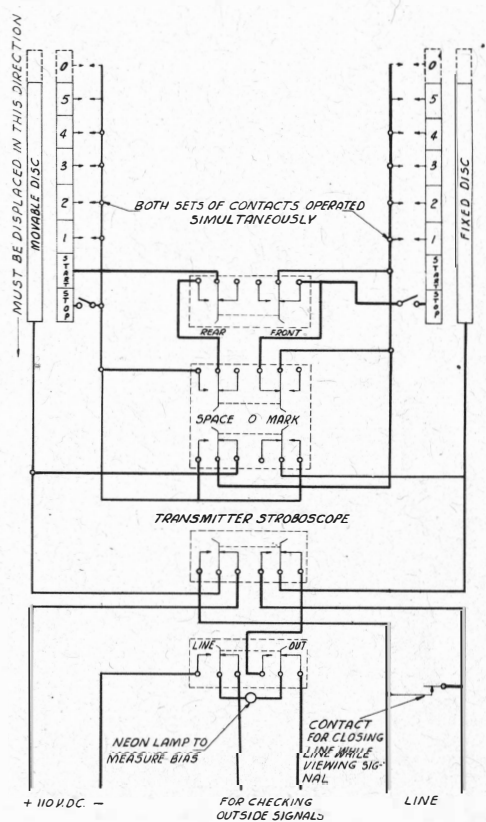 MUST BE DISPLACED IN THIS DIRECTION
MOVABLE DISC
0
5
4
3
2
1
START
STOP
0
5
4
3
2
1
START
STOP
FIXED DISC
BOTH SETS OF CONTACTS OPERATED
SIMULTANEOUSLY
REAR
FRONT
SPACE O MARK
TRANSMITTER STROBOSCOPE
LINE
OUT
NEON LAMP TO
MEASURE BIAS
CONTACT
FOR CLOSING
LINE WHILE
VIEWING SIG-
NAL
+ 110 V. DC. -
FOR CHECKING
OUTSIDE SIGNALS
LINE